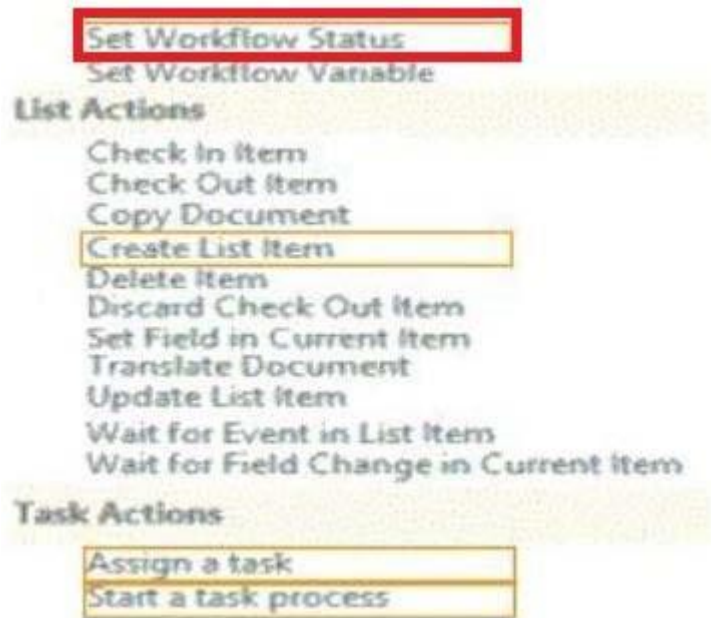 Set Workflow Status
Set Workflow Variable
List Actions
Check In Item
Check Out Item
Copy Document
Create List Item
Delete Item
Discard Check Out Item
Set Field in Current Item
Translate Document
Update List Item
Wait for Event in List Item
Wait for Field Change in Current Item
Task Actions
Assign a task
Start a task process